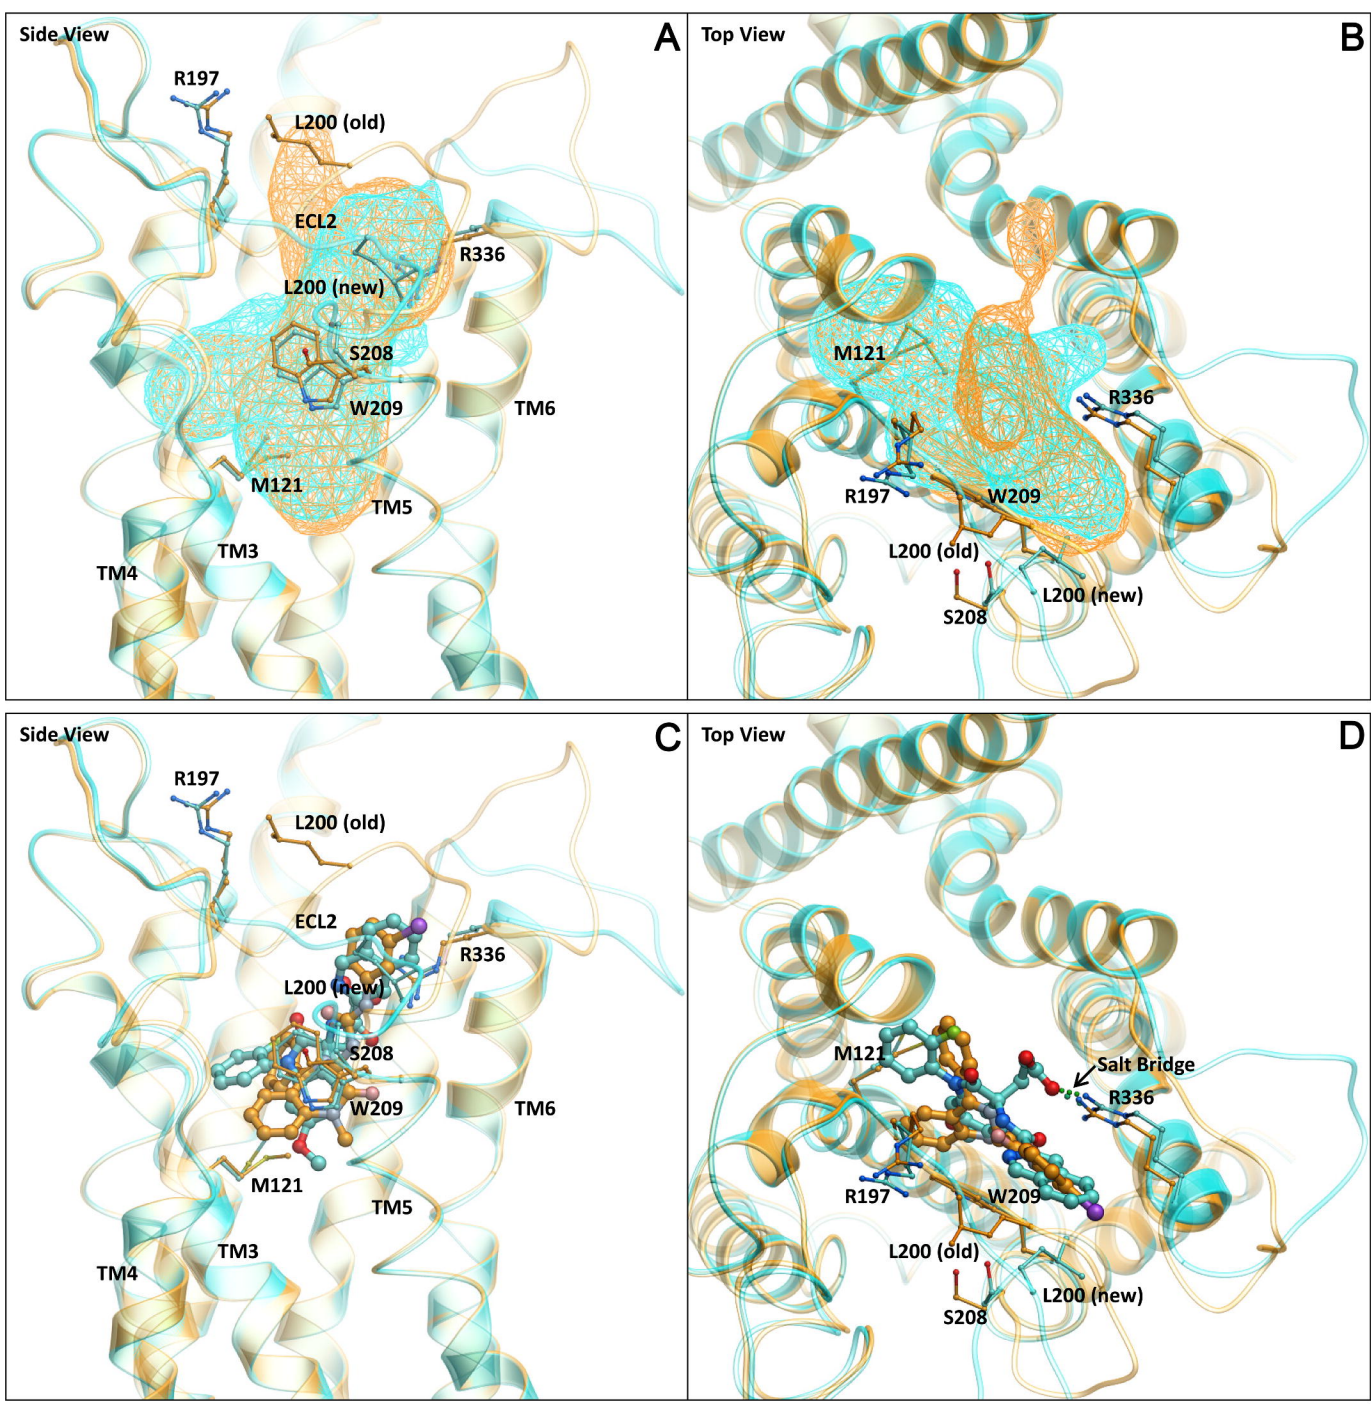 Side View
A
R197
L200 (old)
ECL2
R336
L200 (new)
S208
W209
TM6
M121
TM5
TM3
TM4
Top View
B
M121
R336
R197
W209
L200 (old)
L200 (new)
S208
Side View
C
R197
L200 (old)
ECL2
R336
L200 (new)
S208
W209
TM6
M121
TM5
TM3
TM4
Top View
D
M121
Salt Bridge
R336
R197
W209
L200 (old)
L200 (new)
S208